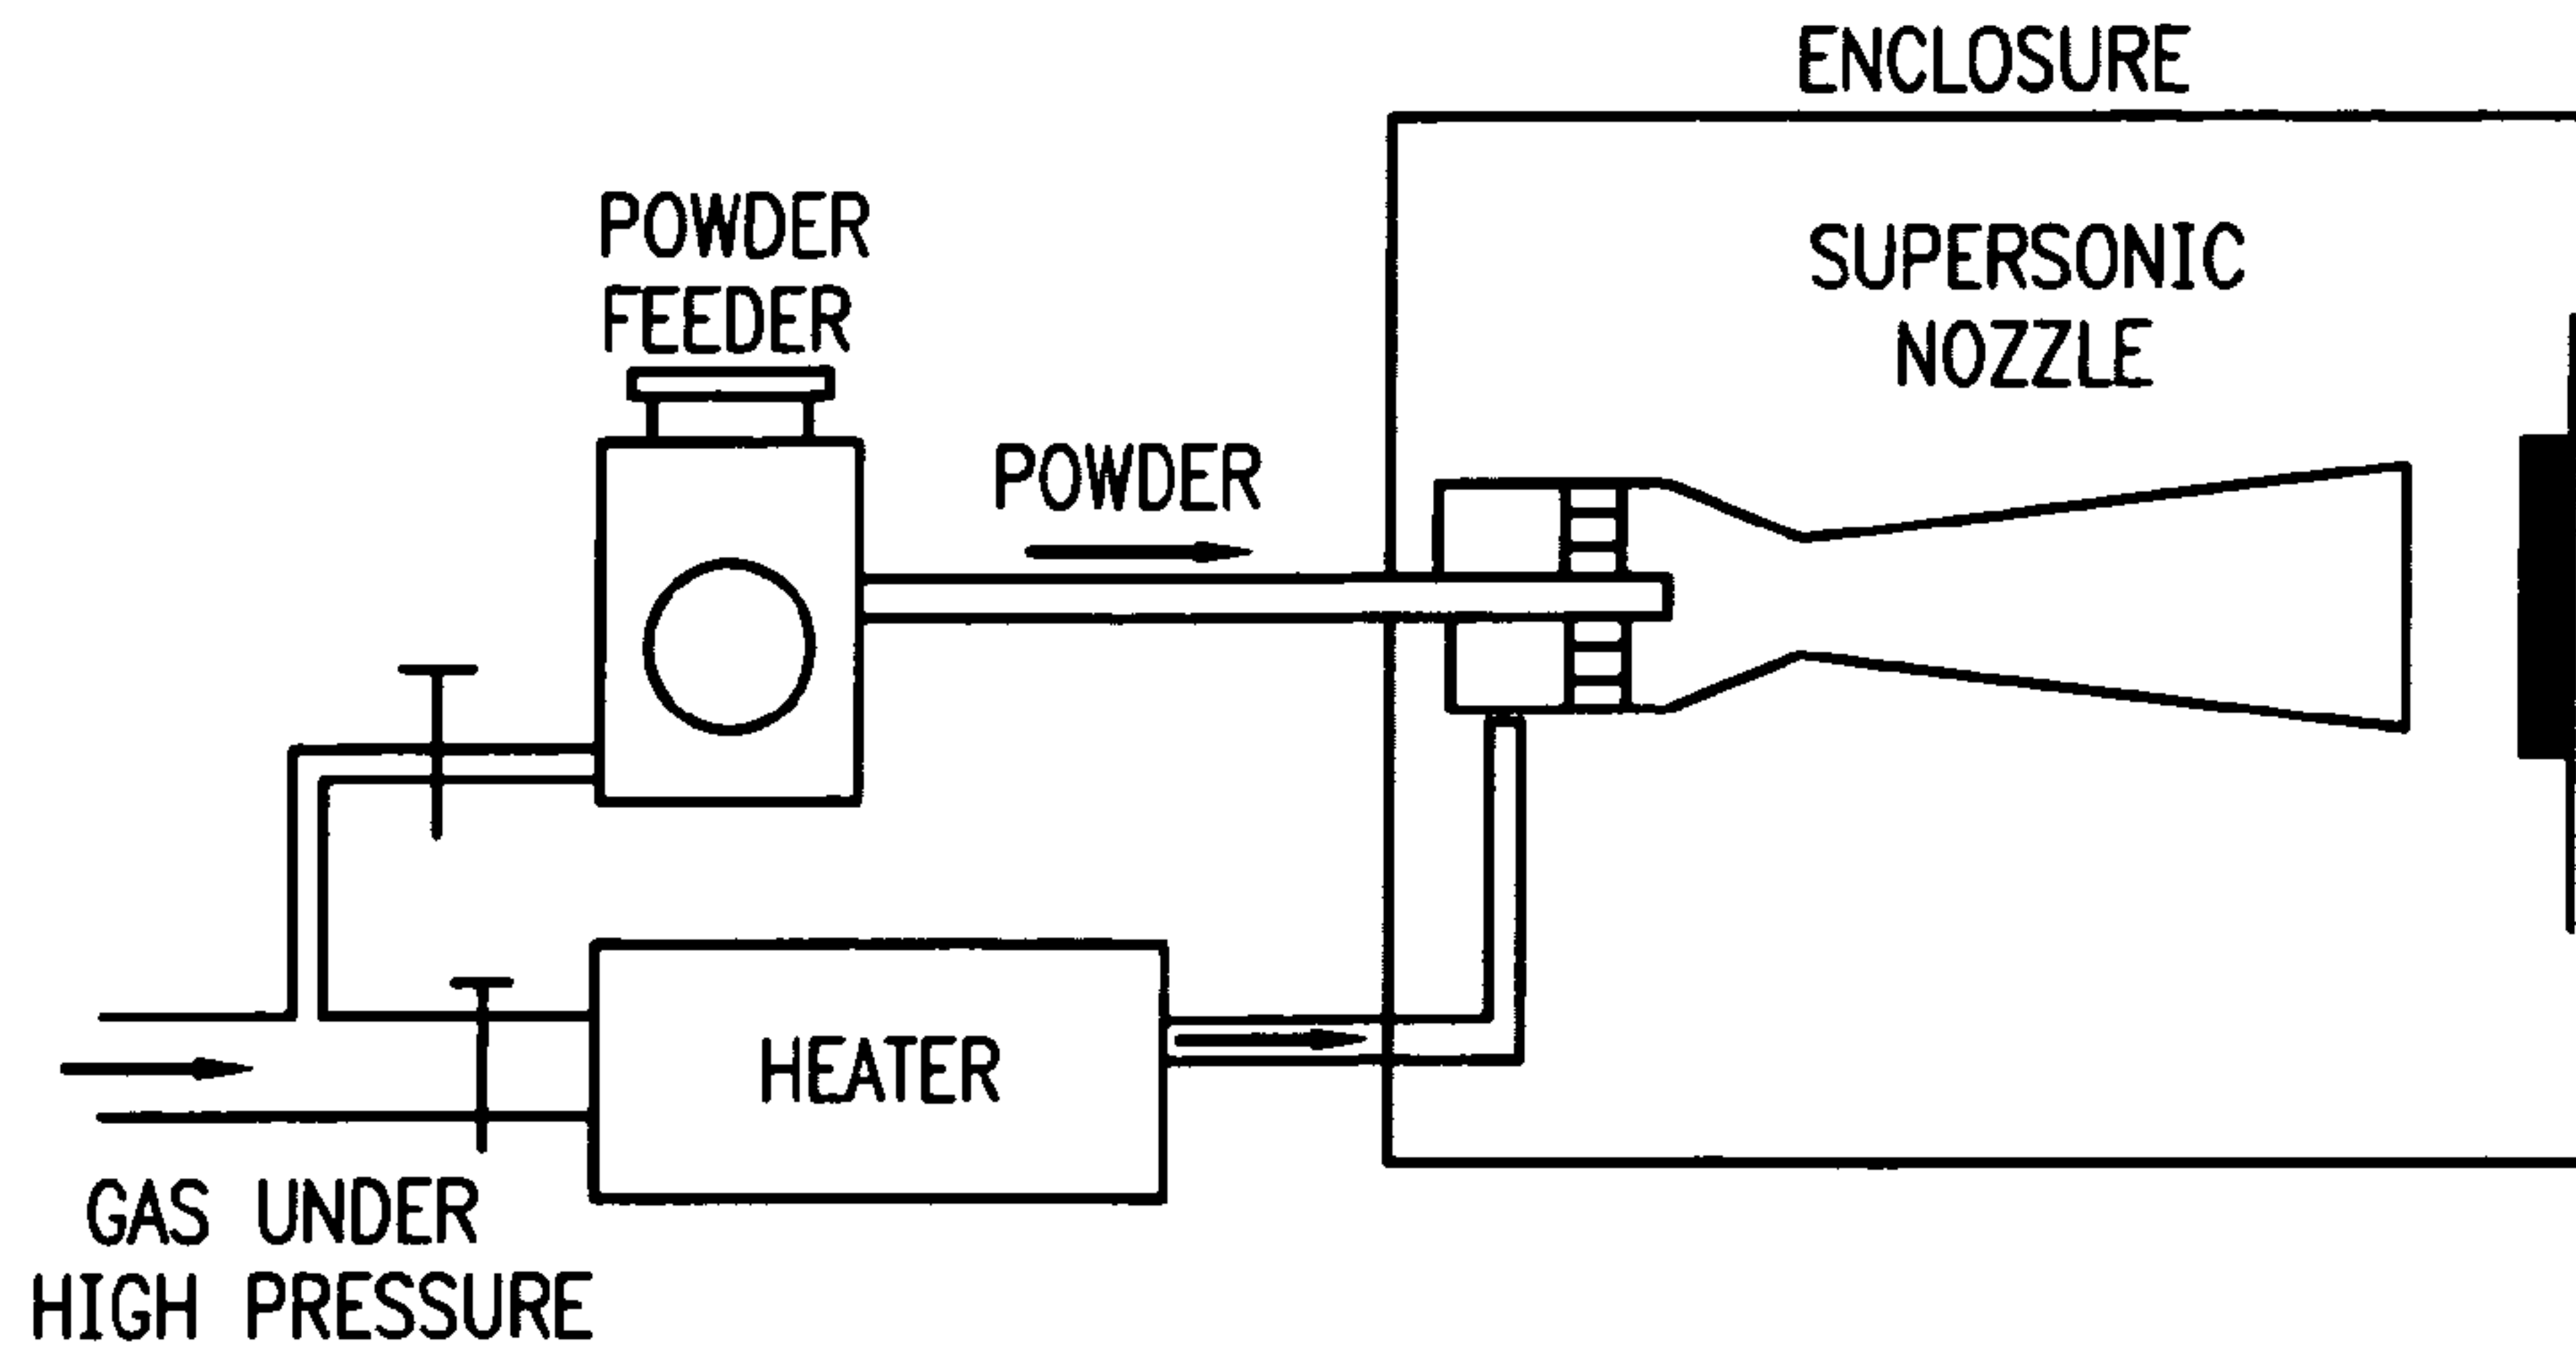 ENCLOSURE
POWDER
FEEDER
SUPERSONIC
NOZZLE
POWDER
HEATER
GAS UNDER
HIGH PRESSURE